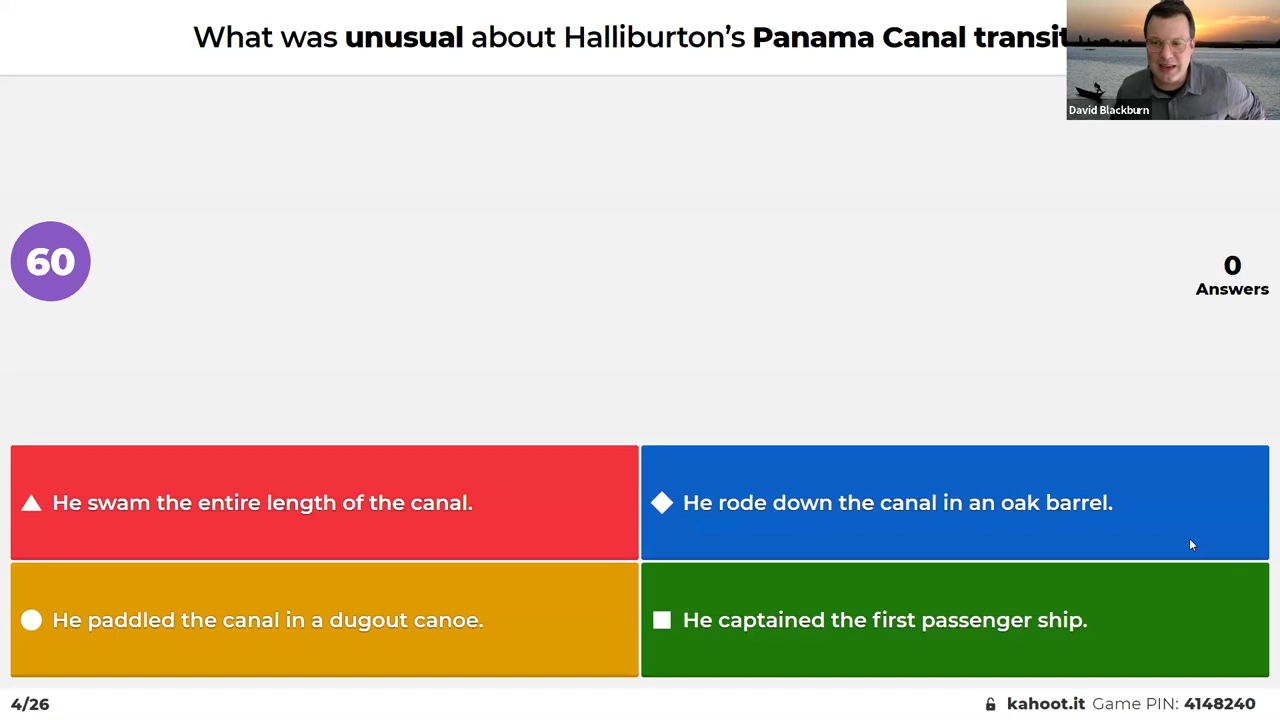 What was unusual about Halliburton's Panama Canal transit
David Blackburn
60
0
Answers
He swam the entire length of the canal.
He rode down the canal in an oak barrel.
He paddled the canal in a dugout canoe.
He captained the first passenger ship.
4/26
kahoot.it Game PIN: 4148240